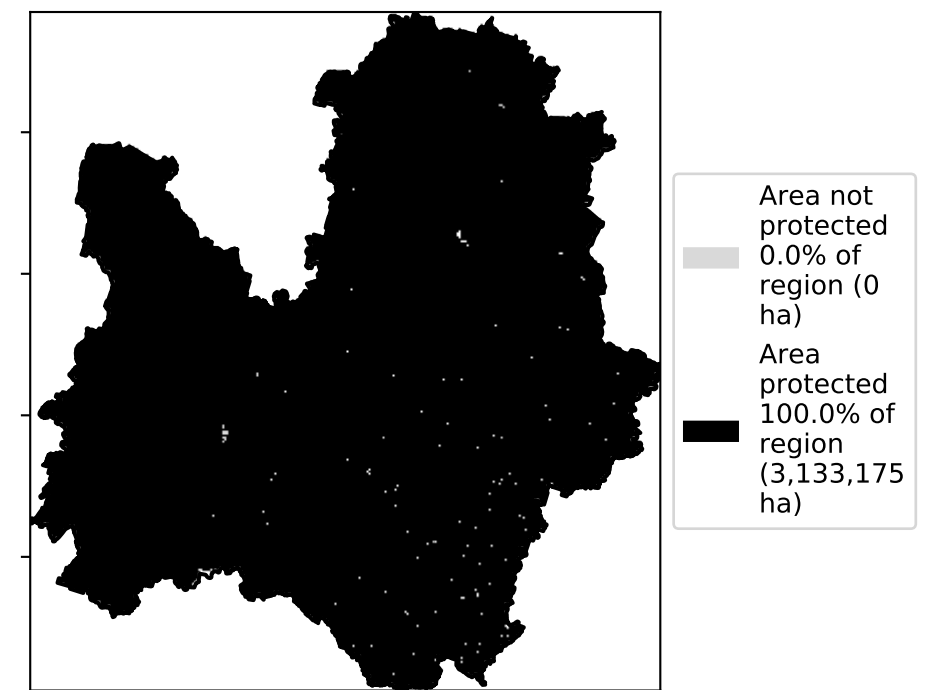 Area not
protected
0.0% of
region (0
ha)
Area
protected
100.0% of
region
(3,133,175
ha)